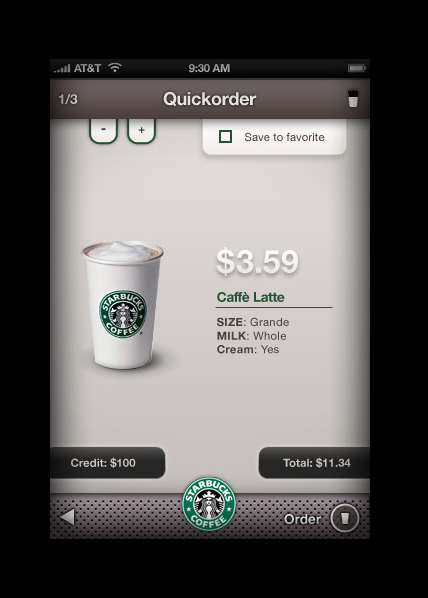 AT&T 9:30 AM
1/3 Quickorder
- +
Save to favorite
$3.59
Caffè Latte
SIZE: Grande
MILK: Whole
Cream: Yes
STARBUCKS
COFFEE
Credit: $100
Total: $11.34
STARBUCKS
COFFEE
Order